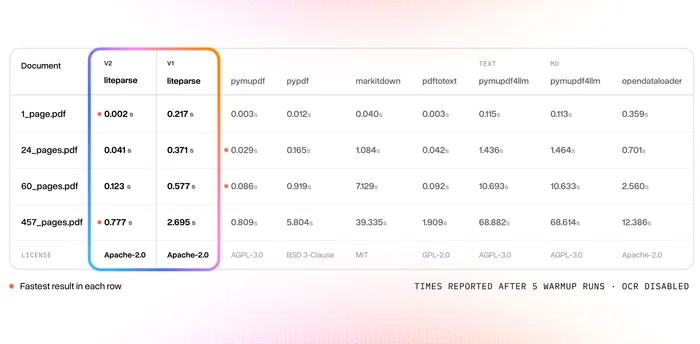 TEXT MD
Document V2 liteparse V1 liteparse pymupdf pypdf markitdown pdftotext pymupdf4llm pymupdf4llm opendataloader
1_page.pdf 0.002 s 0.217 s 0.003s 0.012s 0.040s 0.003s 0.115s 0.113s 0.359s
24_pages.pdf 0.041 s 0.371 s 0.029s 0.165s 1.084s 0.042s 1.436s 1.464s 0.701s
60_pages.pdf 0.123 s 0.577 s 0.086s 0.919s 7.129s 0.092s 10.693s 10.633s 2.560s
457_pages.pdf 0.777 s 2.695 s 0.809s 5.804s 39.335s 1.909s 68.882s 68.614s 12.386s
LICENSE Apache-2.0 Apache-2.0 AGPL-3.0 BSD 3-Clause MIT GPL-2.0 AGPL-3.0 AGPL-3.0 Apache-2.0
Fastest result in each row TIMES REPORTED AFTER 5 WARMUP RUNS · OCR DISABLED